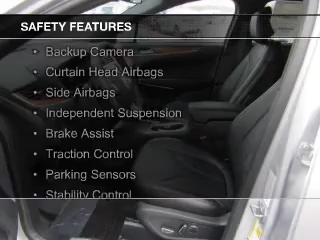 SAFETY FEATURES
• Backup Camera
• Curtain Head Airbags
• Side Airbags
• Independent Suspension
• Brake Assist
• Traction Control
• Parking Sensors
• Stability Control